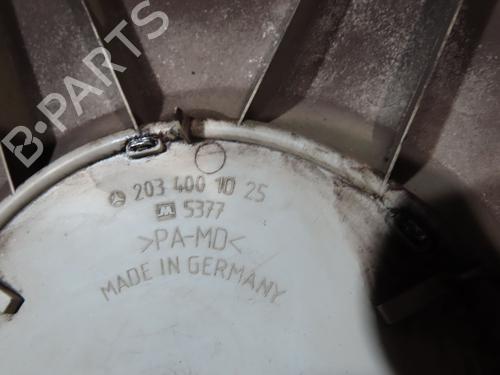 B-PARTS
203 400 10 25
M 5377
>PA-MD<
MADE IN GERMANY